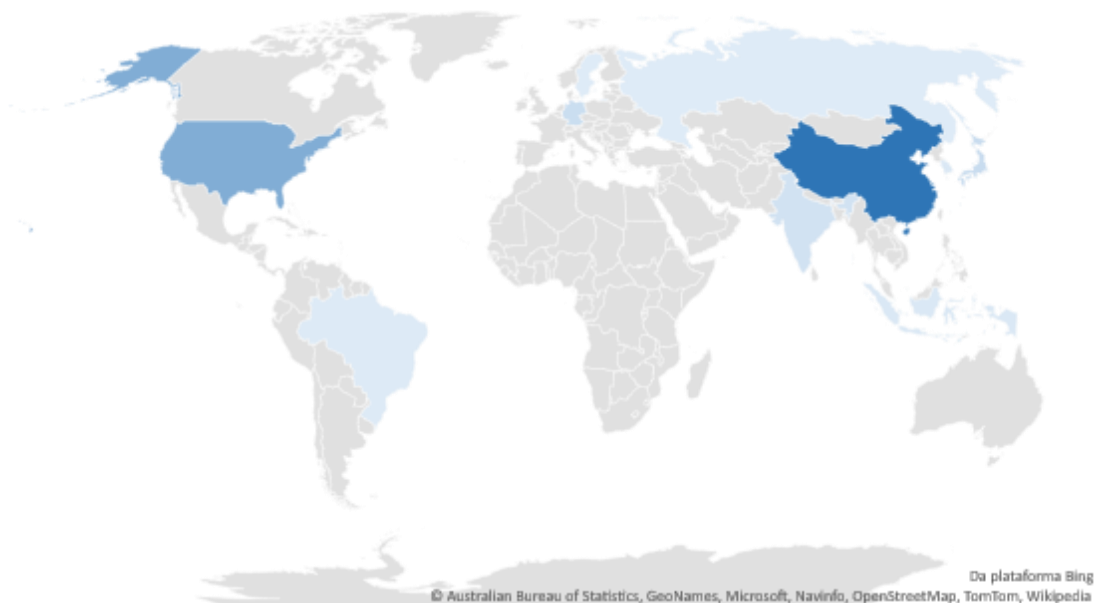 Da plataforma Bing
© Australian Bureau of Statistics, GeoNames, Microsoft, Navinfo, OpenStreetMap, TomTom, Wikipedia